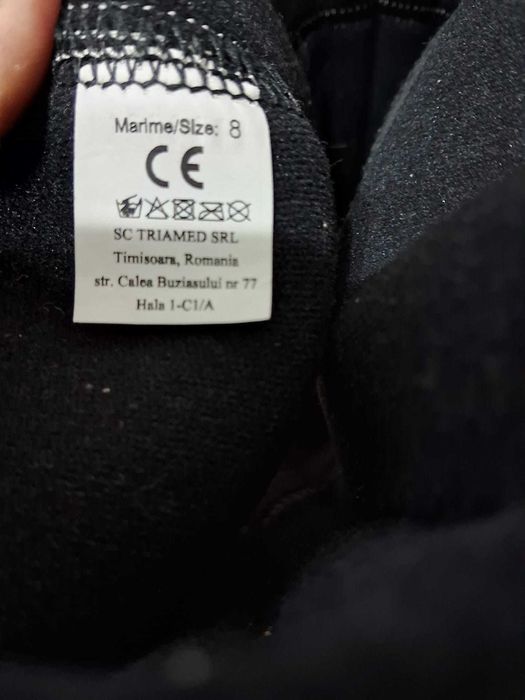 Marime/Size: 8
CE
SC TRIAMED SRL
Timisoara, Romania
str. Calea Buziasului nr 77
Hala 1-C1/A